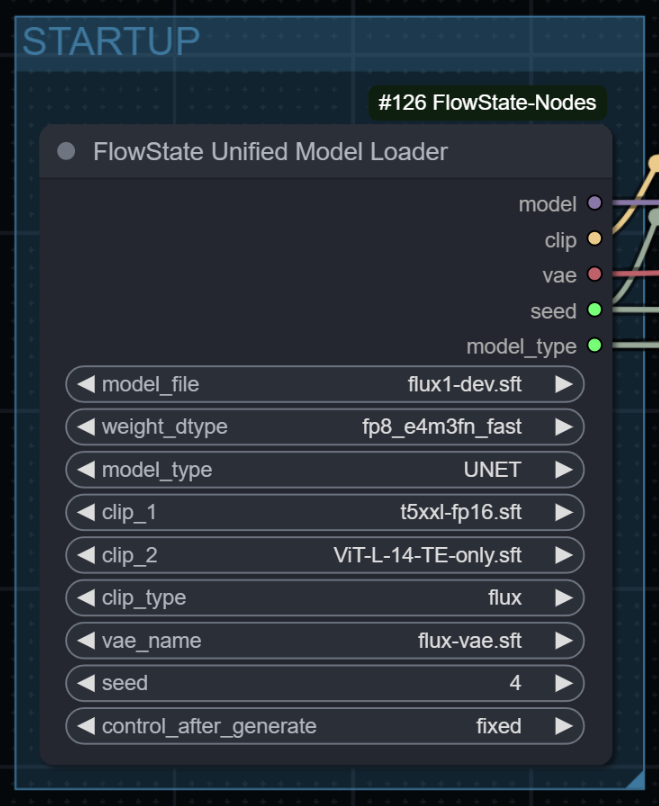 STARTUP
#126 FlowState-Nodes
FlowState Unified Model Loader
model
clip
vae
seed
model_type
model_file flux1-dev.sft
weight_dtype fp8_e4m3fn_fast
model_type UNET
clip_1 t5xxl-fp16.sft
clip_2 ViT-L-14-TE-only.sft
clip_type flux
vae_name flux-vae.sft
seed 4
control_after_generate fixed